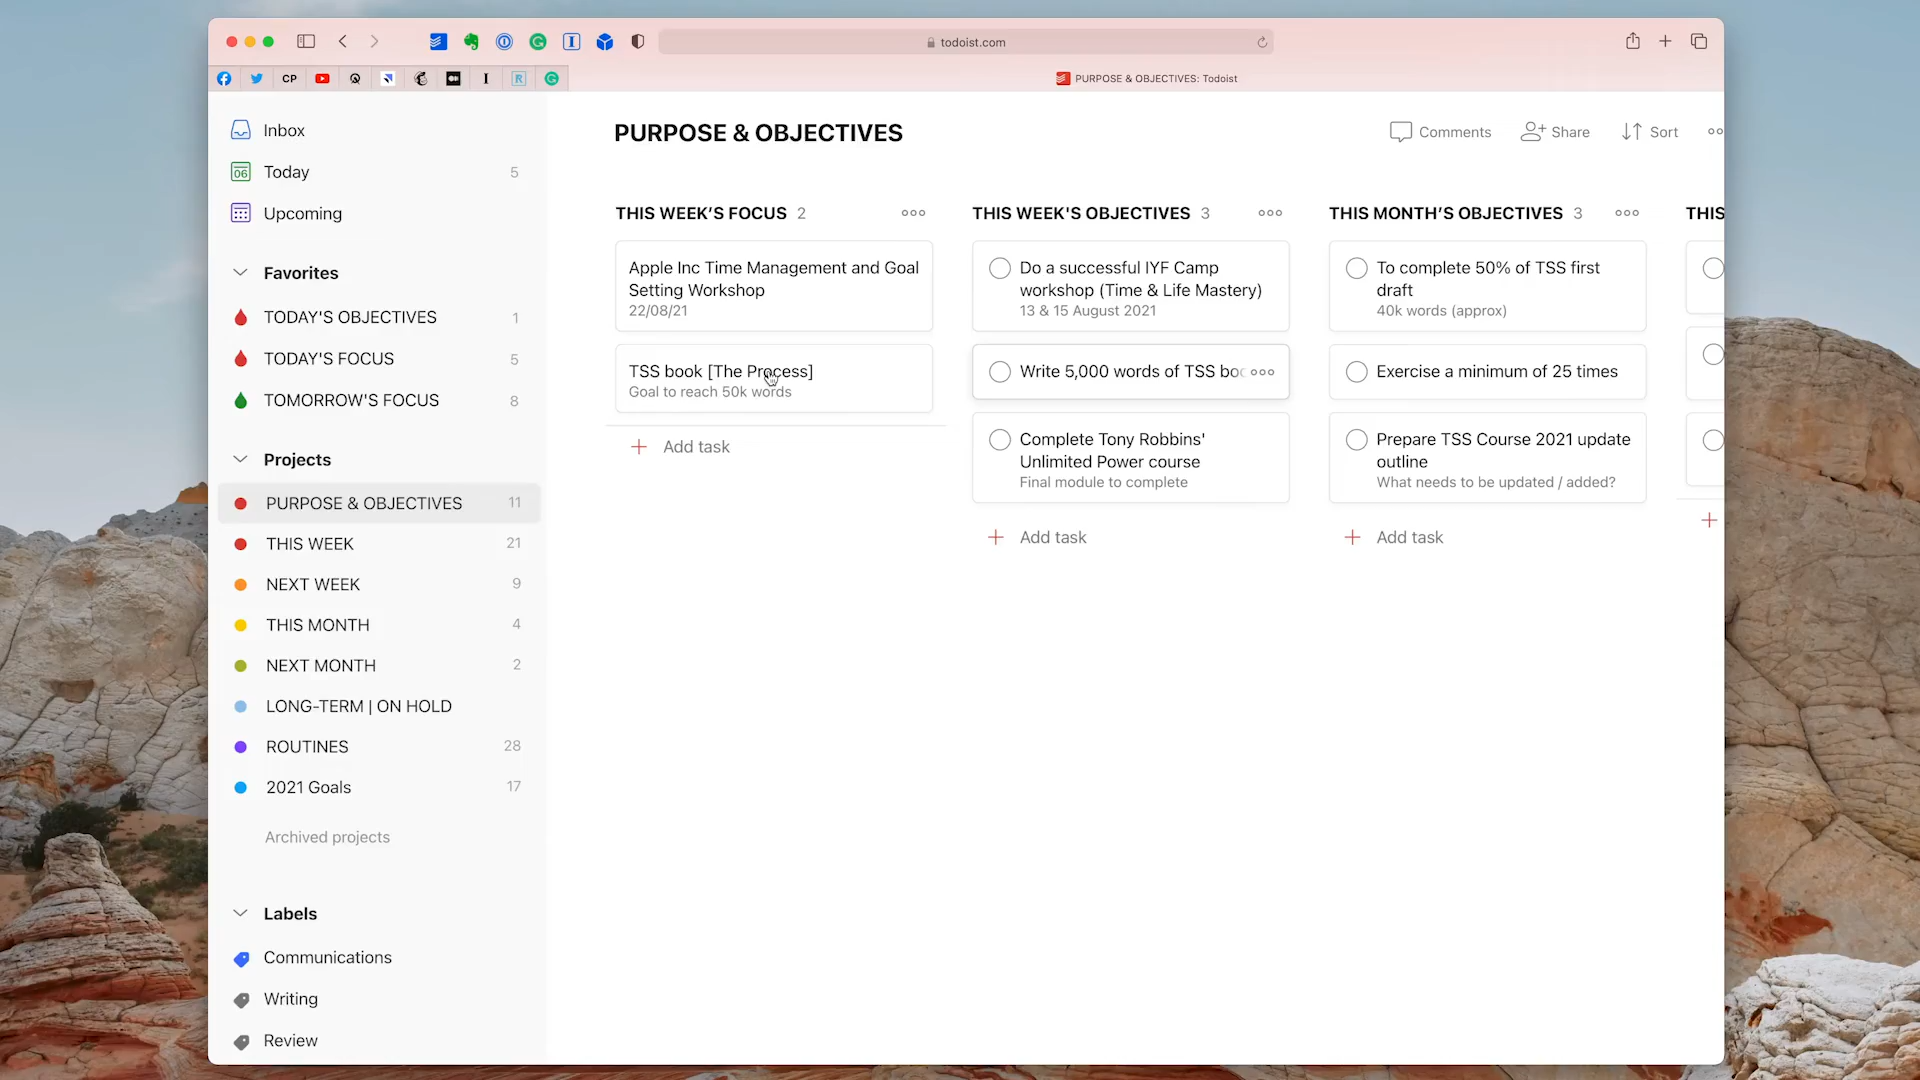 todoist.com
CP
PURPOSE & OBJECTIVES: Todoist
Inbox
06
Today 5
Upcoming
Favorites
TODAY'S OBJECTIVES 1
TODAY'S FOCUS 5
TOMORROW'S FOCUS 8
Projects
PURPOSE & OBJECTIVES 11
THIS WEEK 21
NEXT WEEK 9
THIS MONTH 4
NEXT MONTH 2
LONG-TERM | ON HOLD
ROUTINES 28
2021 Goals 17
Archived projects
Labels
Communications
Writing
Review
PURPOSE & OBJECTIVES
Comments
Share
Sort
THIS WEEK’S FOCUS 2
Apple Inc Time Management and Goal
Setting Workshop
22/08/21
TSS book [The Process]
Goal to reach 50k words
Add task
THIS WEEK'S OBJECTIVES 3
Do a successful IYF Camp
workshop (Time & Life Mastery)
13 & 15 August 2021
Write 5,000 words of TSS boo
Complete Tony Robbins'
Unlimited Power course
Final module to complete
Add task
THIS MONTH’S OBJECTIVES 3
To complete 50% of TSS first
draft
40k words (approx)
Exercise a minimum of 25 times
Prepare TSS Course 2021 update
outline
What needs to be updated / added?
Add task
THIS